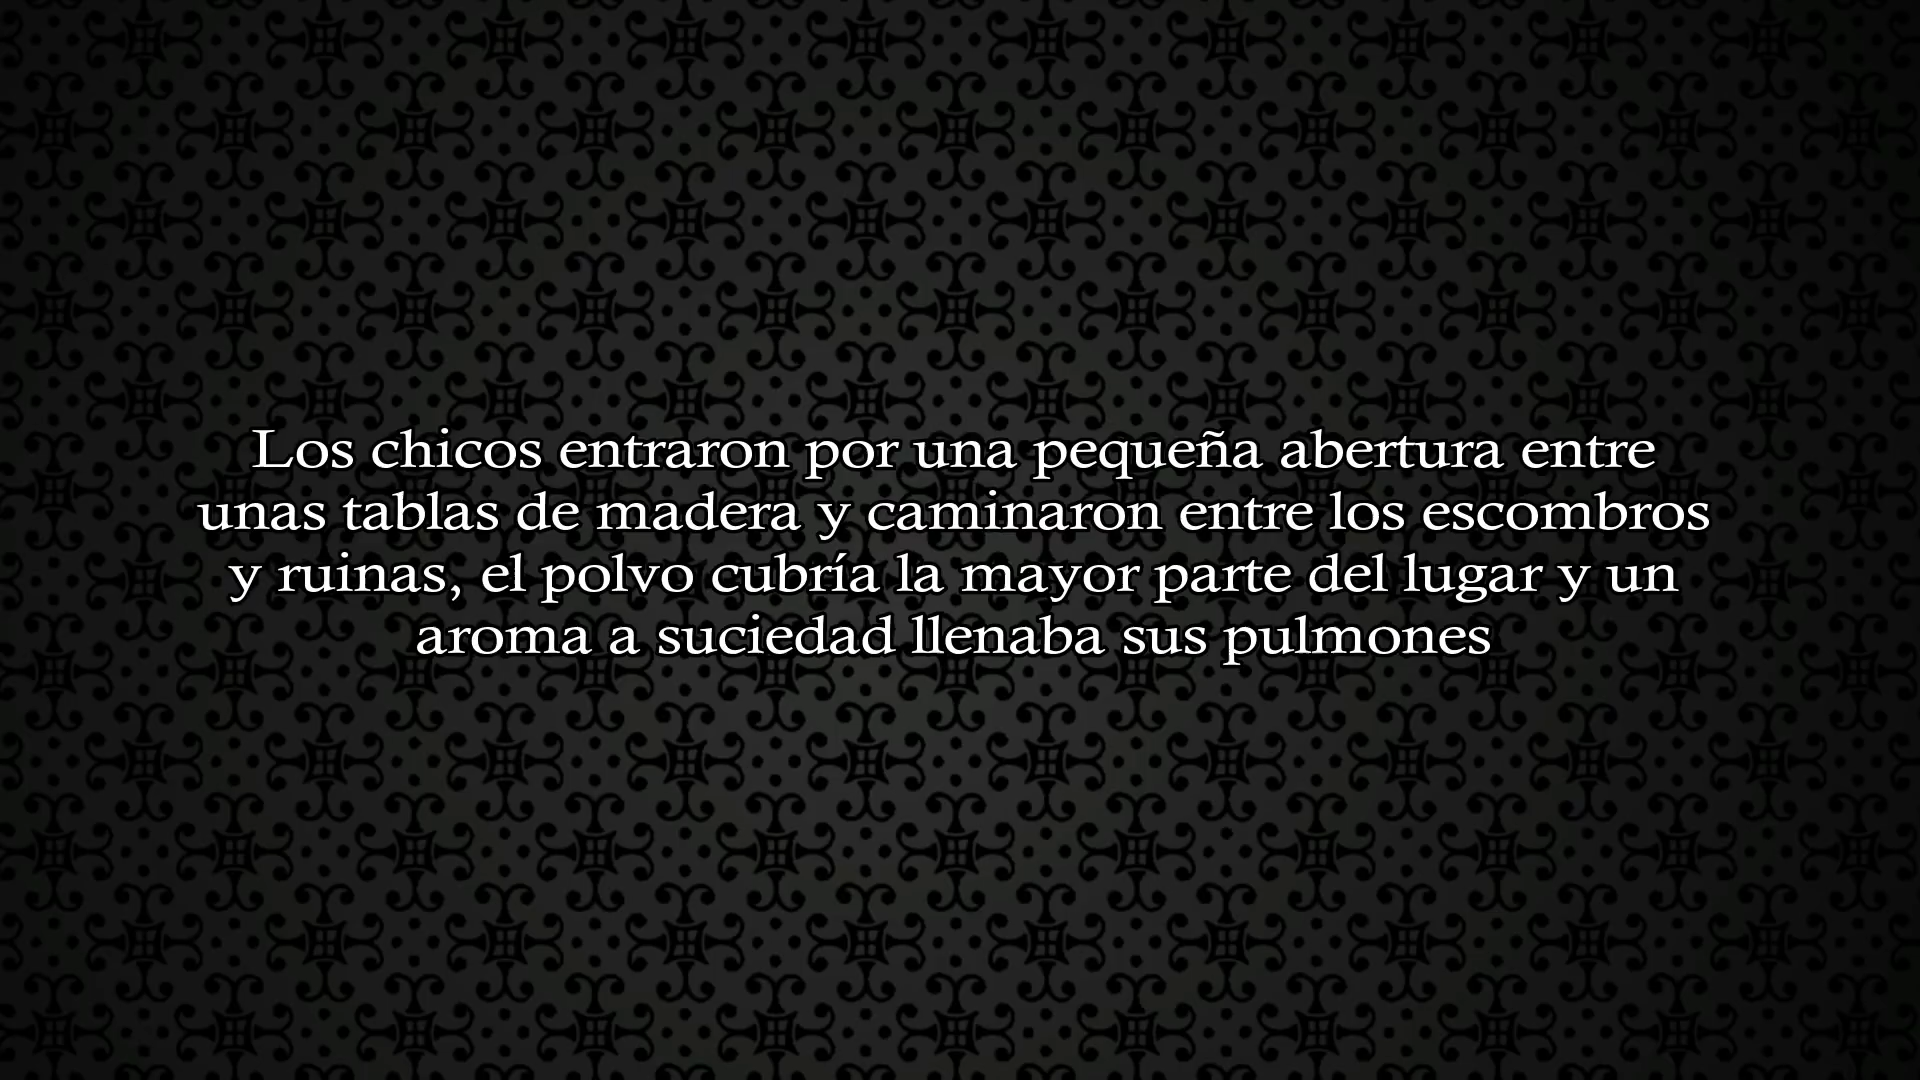 Los chicos entraron por una pequeña abertura entre
unas tablas de madera y caminaron entre los escombros
y ruinas, el polvo cubría la mayor parte del lugar y un
aroma a suciedad llenaba sus pulmones